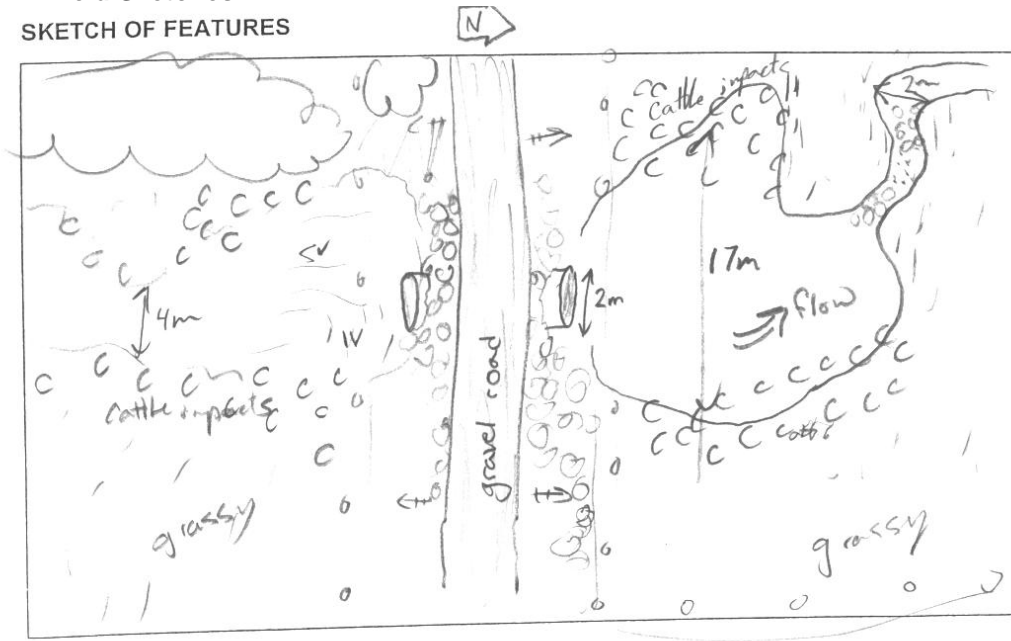 SKETCH OF FEATURES
N
Cattle impacts
2m
17m
4m
2m
flow
gravel road
cattle impacts
grassy
grassy